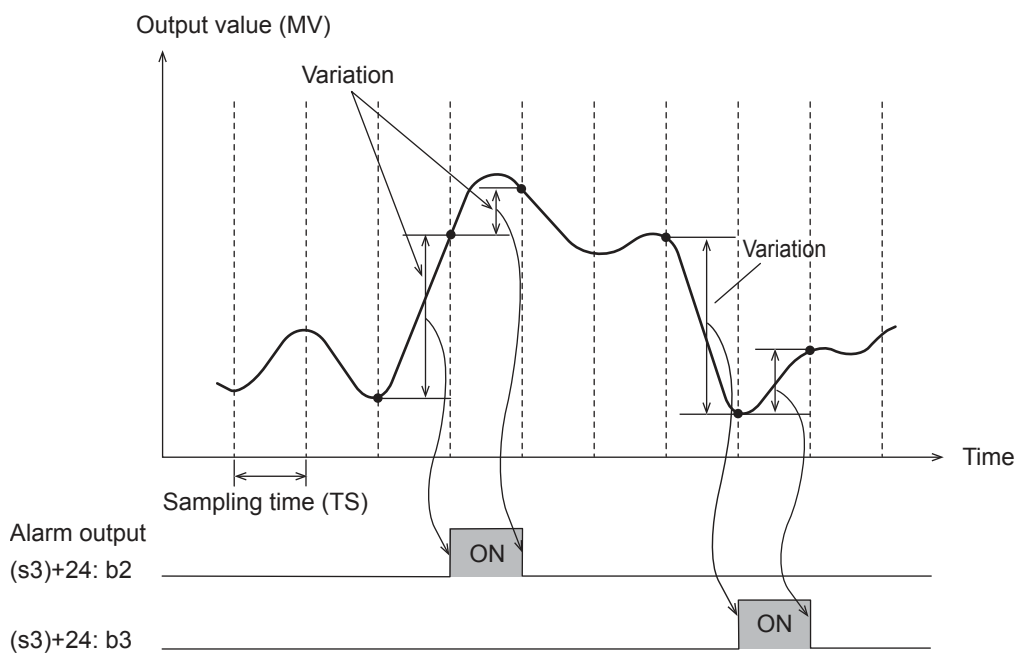 Output value (MV)
Variation
Variation
Time
Sampling time (TS)
Alarm output
(s3)+24: b2
ON
(s3)+24: b3
ON